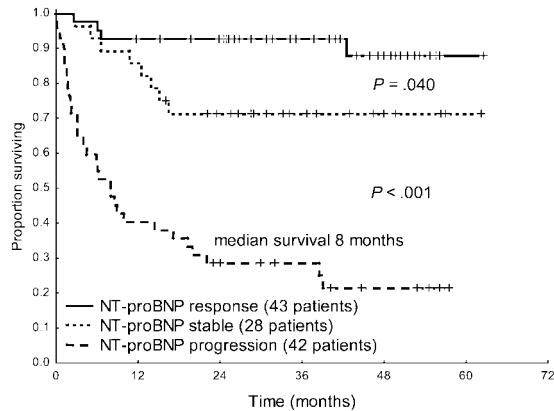 1.0
0.9
0.8
0.7
0.6
0.5
0.4
0.3
0.2
0.1
0.0
Proportion surviving
P = .040
P < .001
median survival 8 months
NT-proBNP response (43 patients)
NT-proBNP stable (28 patients)
NT-proBNP progression (42 patients)
0 12 24 36 48 60 72
Time (months)